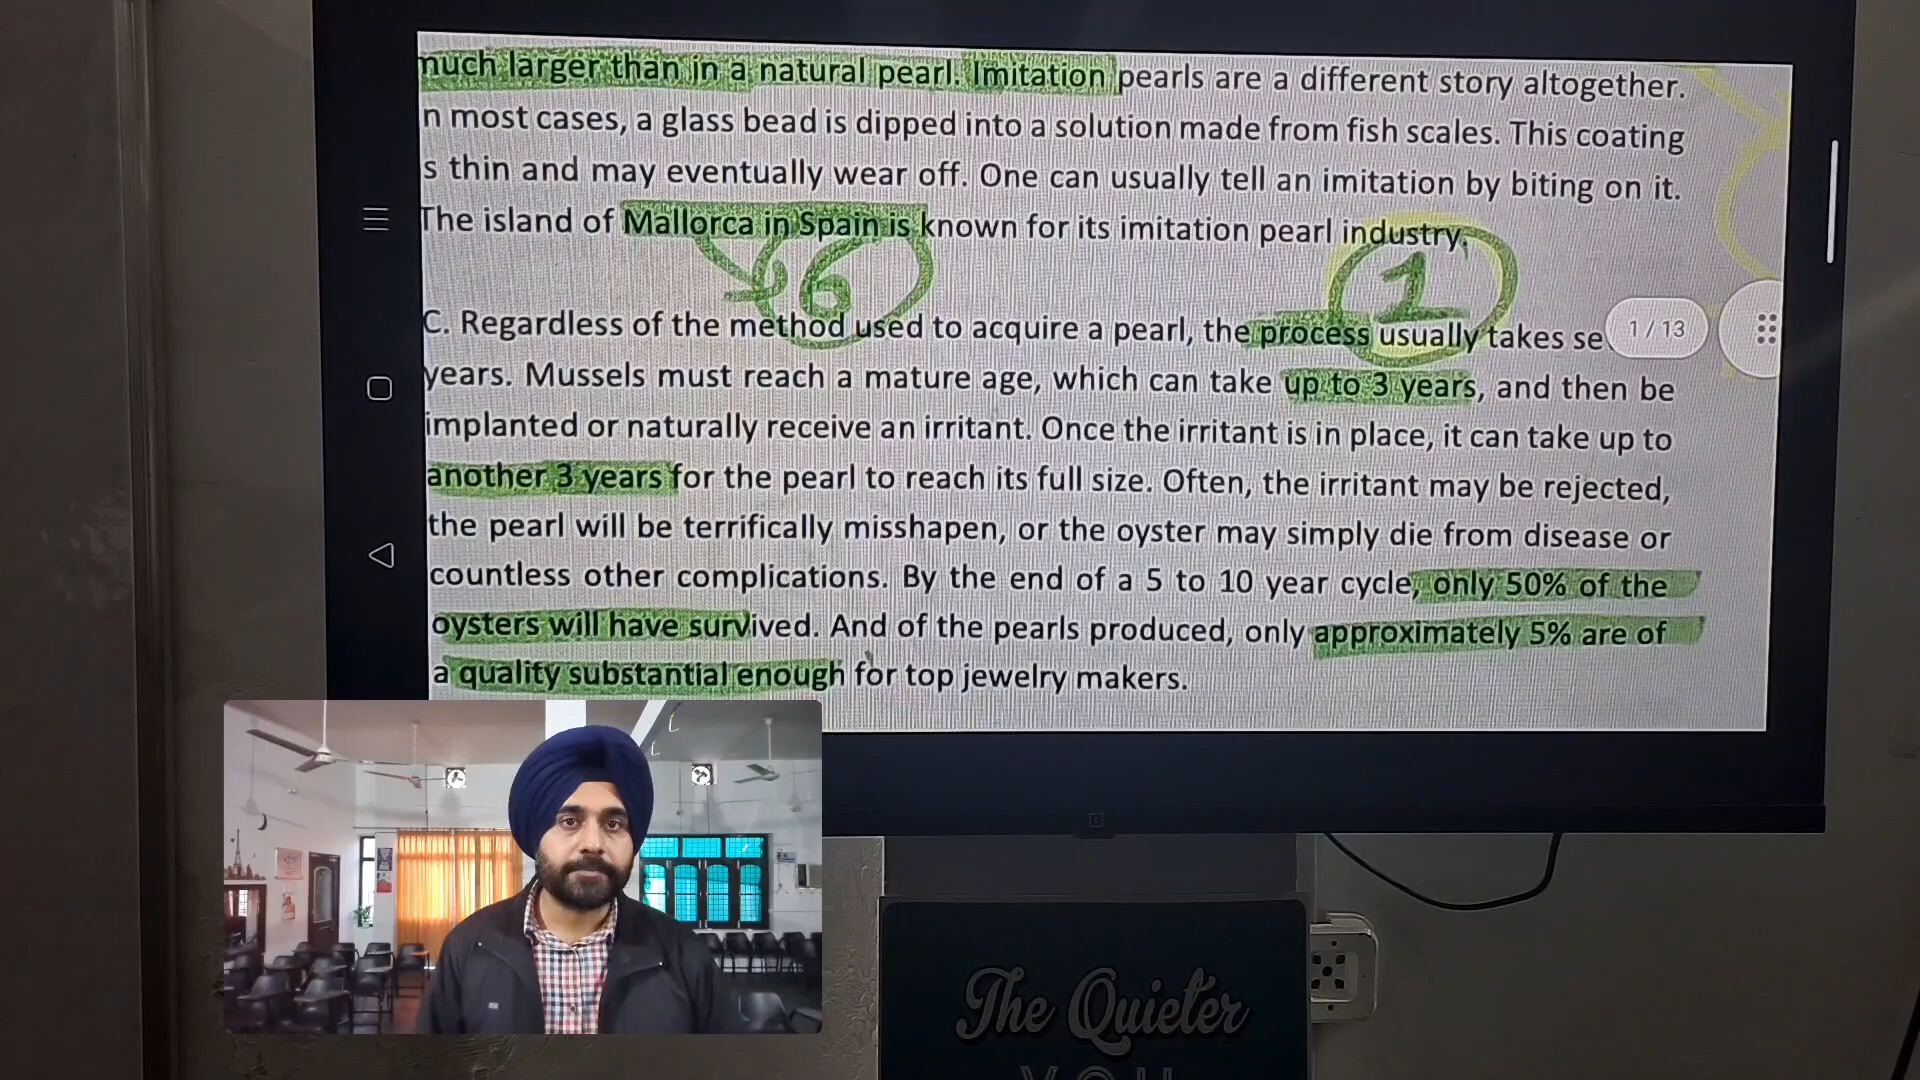 much larger than in a natural pearl. Imitation pearls are a different story altogether.
n most cases, a glass bead is dipped into a solution made from fish scales. This coating
s thin and may eventually wear off. One can usually tell an imitation by biting on it.
The island of Mallorca in Spain is known for its imitation pearl industry.
6
1
C. Regardless of the method used to acquire a pearl, the process usually takes se
1 / 13
years. Mussels must reach a mature age, which can take up to 3 years, and then be
implanted or naturally receive an irritant. Once the irritant is in place, it can take up to
another 3 years for the pearl to reach its full size. Often, the irritant may be rejected,
the pearl will be terrifically misshapen, or the oyster may simply die from disease or
countless other complications. By the end of a 5 to 10 year cycle, only 50% of the
oysters will have survived. And of the pearls produced, only approximately 5% are of
a quality substantial enough for top jewelry makers.
The Quieter
YOU